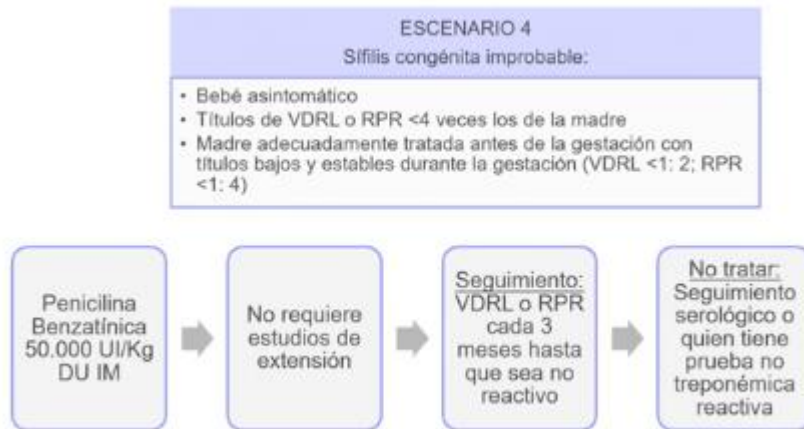 ESCENARIO 4
Sífilis congénita improbable:
• Bebé asintomático
• Títulos de VDRL o RPR <4 veces los de la madre
• Madre adecuadamente tratada antes de la gestación con
títulos bajos y estables durante la gestación (VDRL <1: 2; RPR
<1: 4)
Penicilina
Benzatínica
50.000 UI/Kg
DU IM
No requiere
estudios de
extensión
Seguimiento:
VDRL o RPR
cada 3
meses hasta
que sea no
reactivo
No tratar:
Seguimiento
serológico o
quien tiene
prueba no
treponémica
reactiva